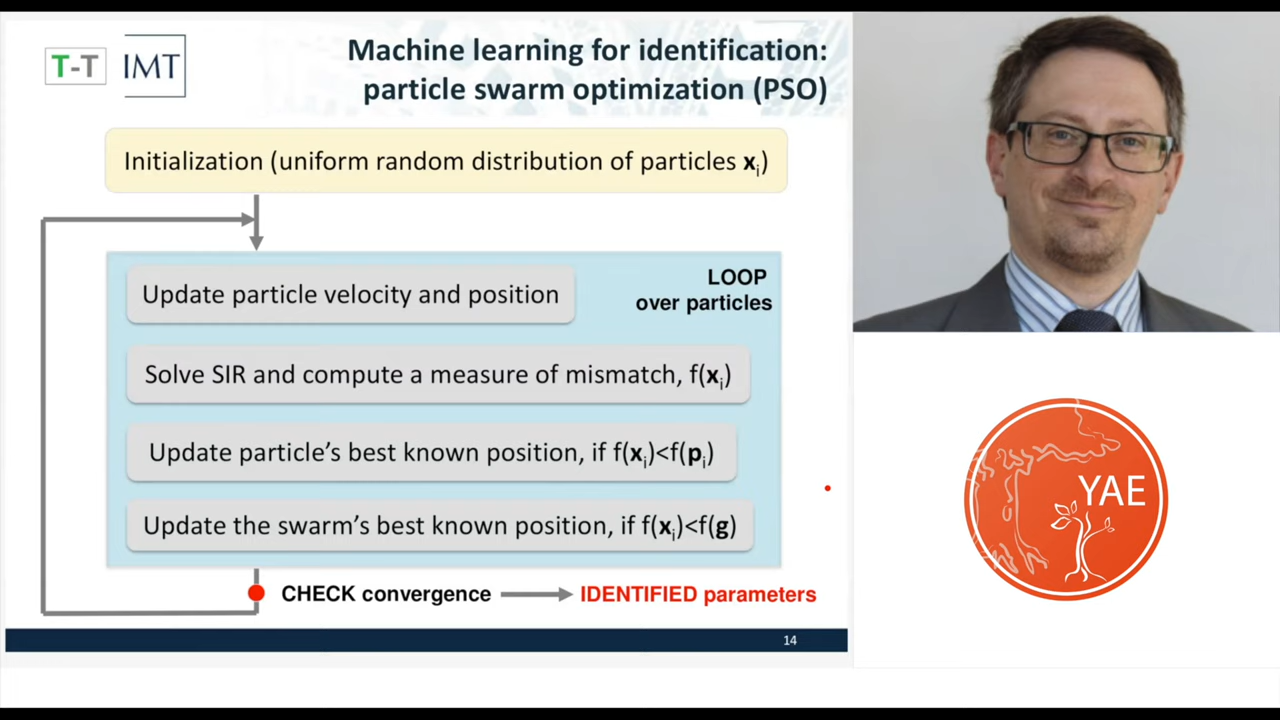 T-T
IMT
Machine learning for identification:
particle swarm optimization (PSO)
Initialization (uniform random distribution of particles xi)
LOOP
over particles
Update particle velocity and position
Solve SIR and compute a measure of mismatch, f(xi)
Update particle’s best known position, if f(xi)<f(pi)
Update the swarm’s best known position, if f(xi)<f(g)
CHECK convergence
IDENTIFIED parameters
14
YAE